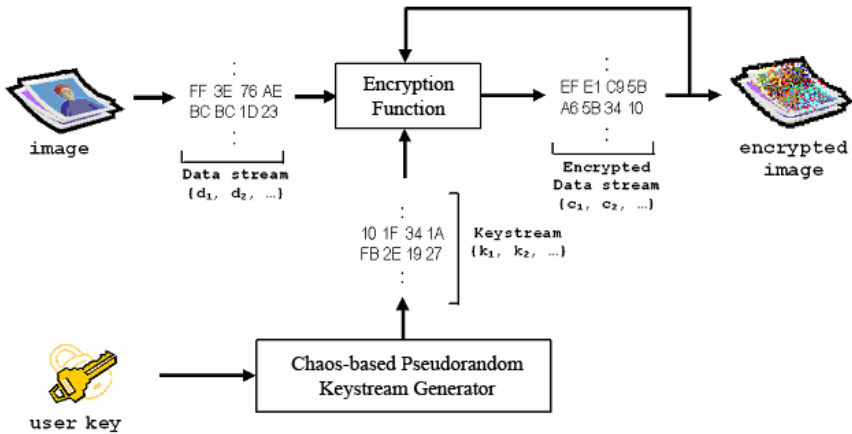 image
⋮
FF 3E 76 AE
BC BC 1D 23
⋮
Data stream
{d₁, d₂, …}
Encryption
Function
⋮
EF E1 C9 5B
A6 5B 34 10
⋮
Encrypted
Data stream
{c₁, c₂, …}
encrypted
image
⋮
10 1F 34 1A
FB 2E 19 27
⋮
Keystream
{k₁, k₂, …}
user key
Chaos-based Pseudorandom
Keystream Generator